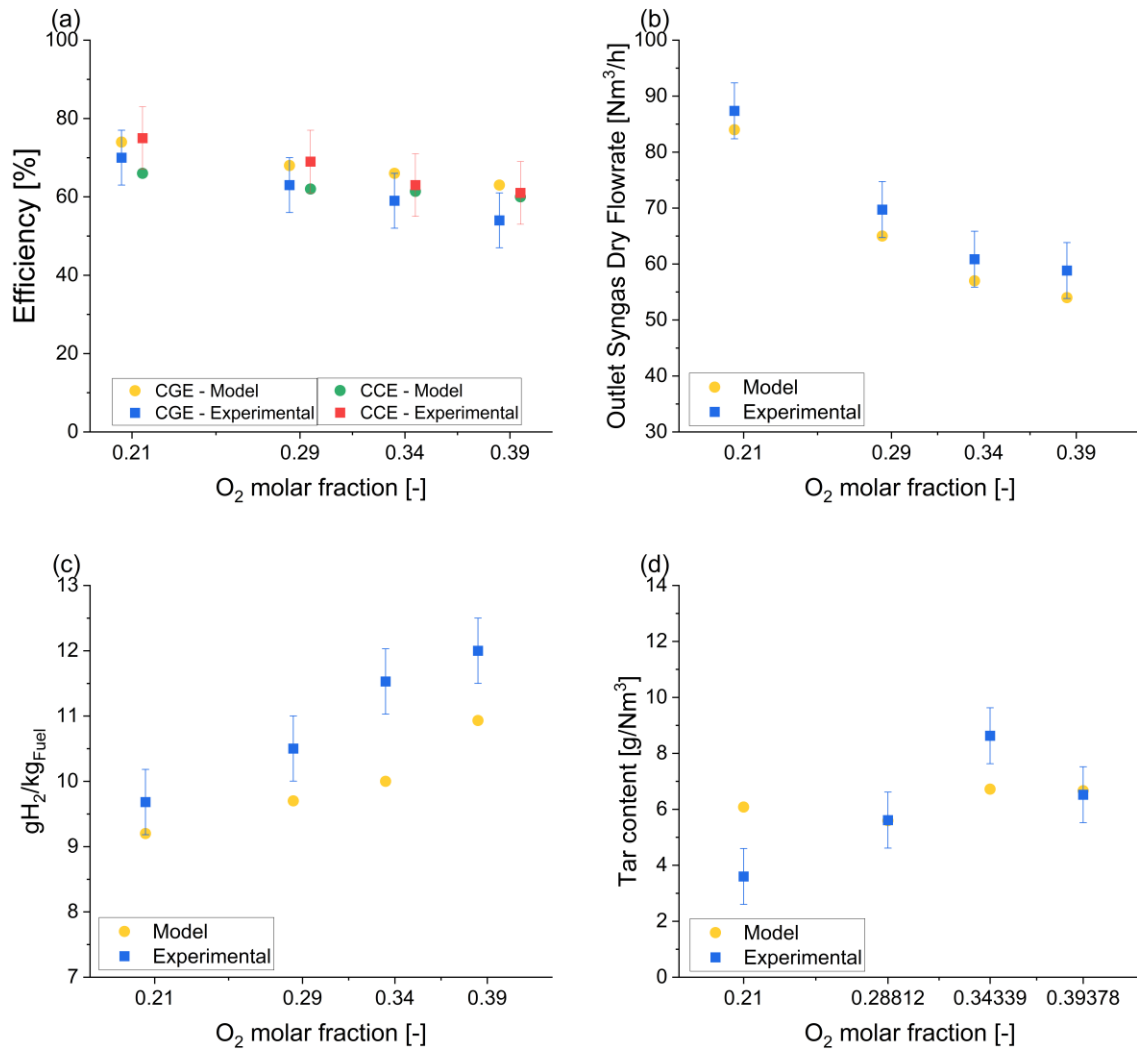 (a)
100
80
60
40
20
0
Efficiency [%]
CGE - Model
CGE - Experimental
CCE - Model
CCE - Experimental
0.21
0.29
0.34
0.39
O₂ molar fraction [-]
(b)
100
90
80
70
60
50
40
30
Outlet Syngas Dry Flowrate [Nm³/h]
Model
Experimental
0.21
0.29
0.34
0.39
O₂ molar fraction [-]
(c)
13
12
11
10
9
8
7
gH₂/kg_Fuel
Model
Experimental
0.21
0.29
0.34
0.39
O₂ molar fraction [-]
(d)
14
12
10
8
6
4
2
0
Tar content [g/Nm³]
Model
Experimental
0.21
0.28812
0.34339
0.39378
O₂ molar fraction [-]